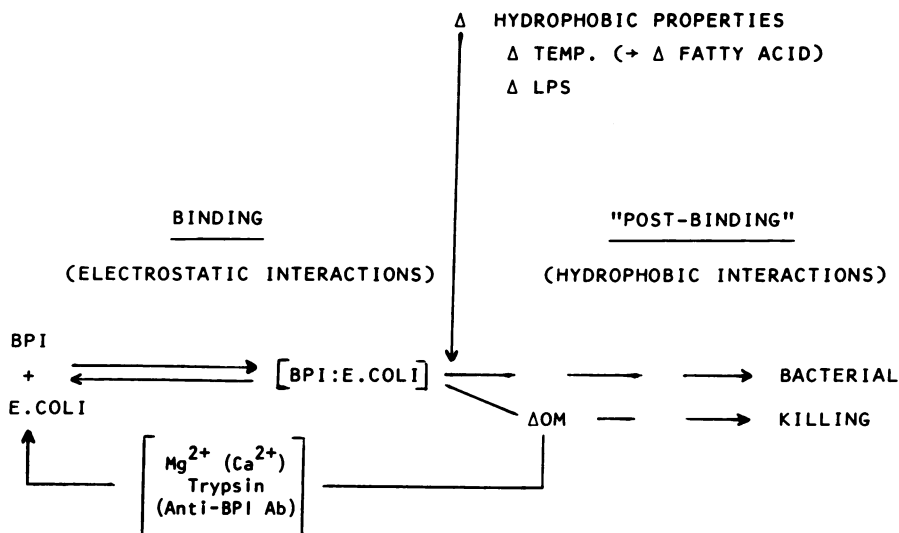 Δ HYDROPHOBIC PROPERTIES
Δ TEMP. (→ Δ FATTY ACID)
Δ LPS
BINDING
"POST-BINDING"
(ELECTROSTATIC INTERACTIONS)
(HYDROPHOBIC INTERACTIONS)
BPI
+
E.COLI
[BPI:E.COLI]
BACTERIAL
KILLING
ΔOM
Mg²⁺ (Ca²⁺)
Trypsin
(Anti-BPI Ab)